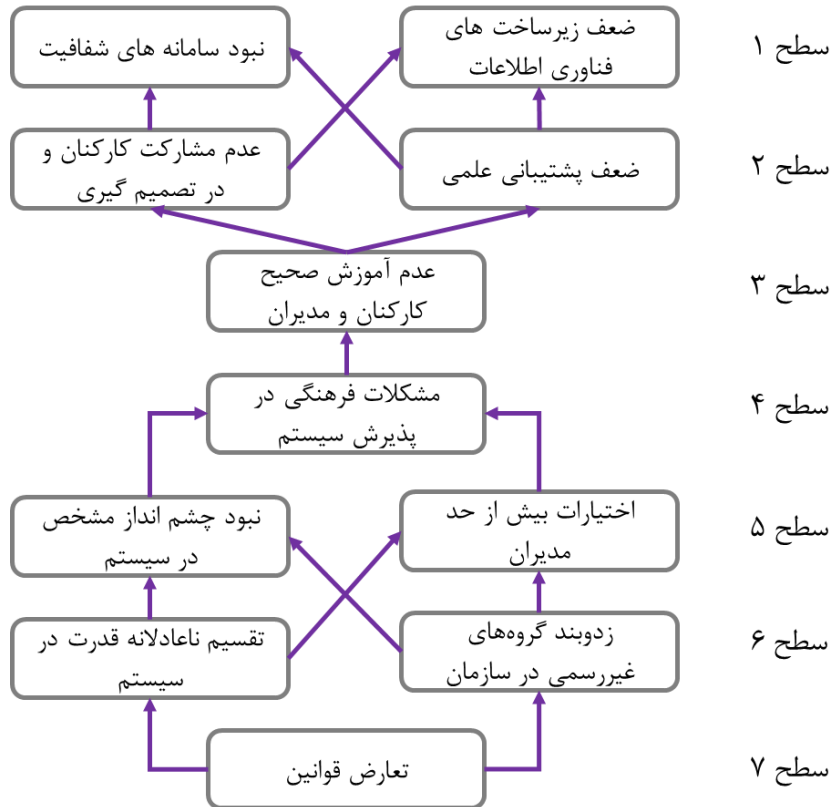 ضعف زیرساخت های
فناوری اطلاعات
نبود سامانه های شفافیت
سطح ۱
ضعف پشتیبانی علمی
عدم مشارکت کارکنان و
در تصمیم گیری
سطح ۲
عدم آموزش صحیح
کارکنان و مدیران
سطح ۳
مشکلات فرهنگی در
پذیرش سیستم
سطح ۴
اختیارات بیش از حد
مدیران
نبود چشم انداز مشخص
در سیستم
سطح ۵
زدوبند گروه‌های
غیررسمی در سازمان
تقسیم ناعادلانه قدرت در
سیستم
سطح ۶
تعارض قوانین
سطح ۷